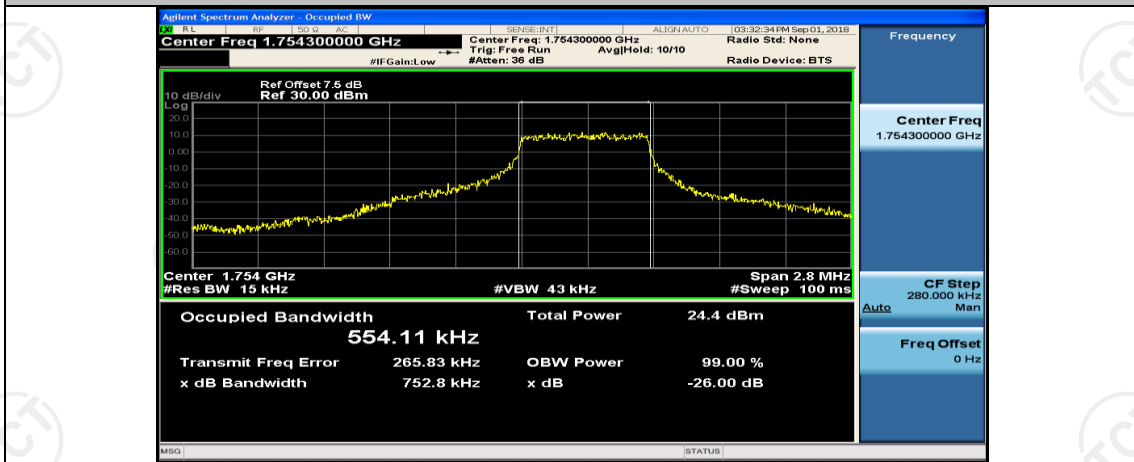 Agilent Spectrum Analyzer - Occupied BW
LXI RL RF 50 Ω AC SENSE:INT ALIGNAUTO 03:32:34PM Sep 01, 2018
Center Freq 1.754300000 GHz
Center Freq: 1.754300000 GHz
Radio Std: None
Trig: Free Run Avg|Hold: 10/10
#IFGain:Low
#Atten: 36 dB
Radio Device: BTS
Ref Offset 7.5 dB
10 dB/div Ref 30.00 dBm
Log
20.0
10.0
0.00
-10.0
-20.0
-30.0
-40.0
-50.0
-60.0
Center 1.754 GHz Span 2.8 MHz
#Res BW 15 kHz #VBW 43 kHz #Sweep 100 ms
Occupied Bandwidth Total Power 24.4 dBm
554.11 kHz
Transmit Freq Error 265.83 kHz OBW Power 99.00 %
x dB Bandwidth 752.8 kHz x dB -26.00 dB
MSG STATUS
Frequency
Center Freq
1.754300000 GHz
CF Step
280.000 kHz
Auto Man
Freq Offset
0 Hz
TCT
TCT
TCT
TCT